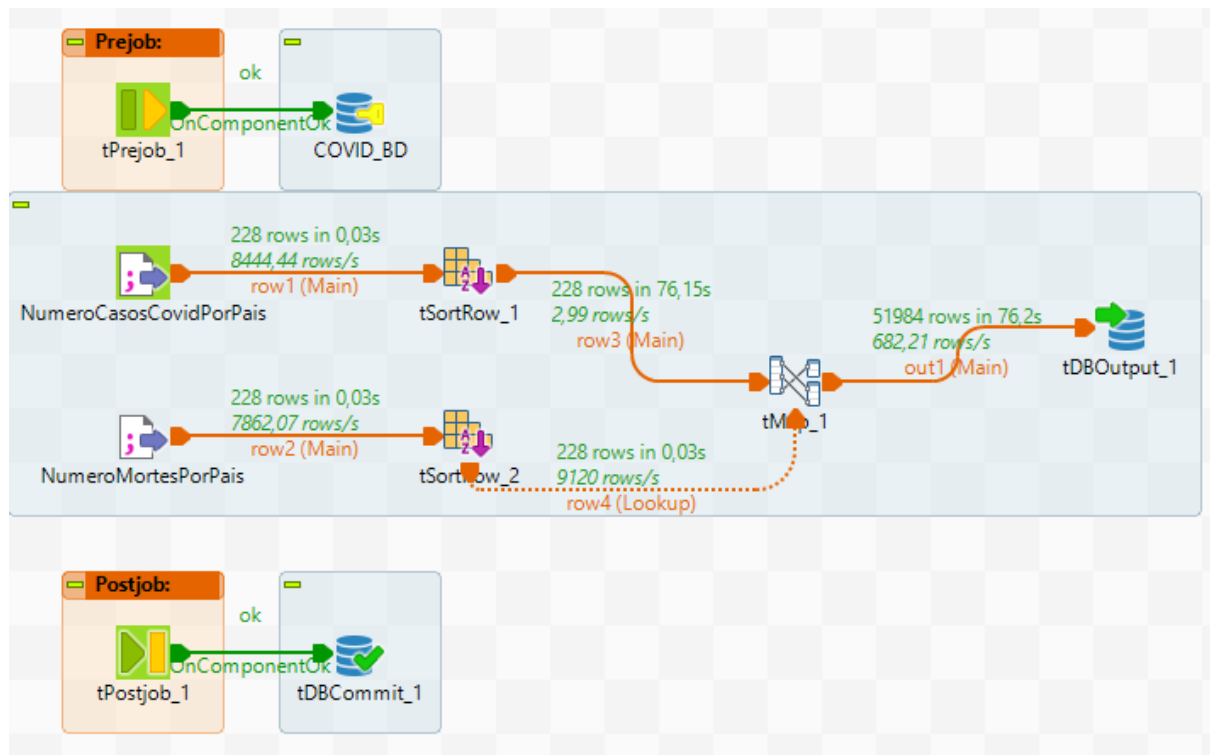 Prejob:
ok
OnComponentOk
tPrejob_1
COVID_BD
228 rows in 0,03s
8444,44 rows/s
row1 (Main)
NumeroCasosCovidPorPais
tSortRow_1
228 rows in 76,15s
2,99 rows/s
row3 (Main)
51984 rows in 76,2s
682,21 rows/s
out1 (Main)
tDBOutput_1
tMap_1
228 rows in 0,03s
7862,07 rows/s
row2 (Main)
NumeroMortesPorPais
tSortRow_2
228 rows in 0,03s
9120 rows/s
row4 (Lookup)
Postjob:
ok
OnComponentOk
tPostjob_1
tDBCommit_1